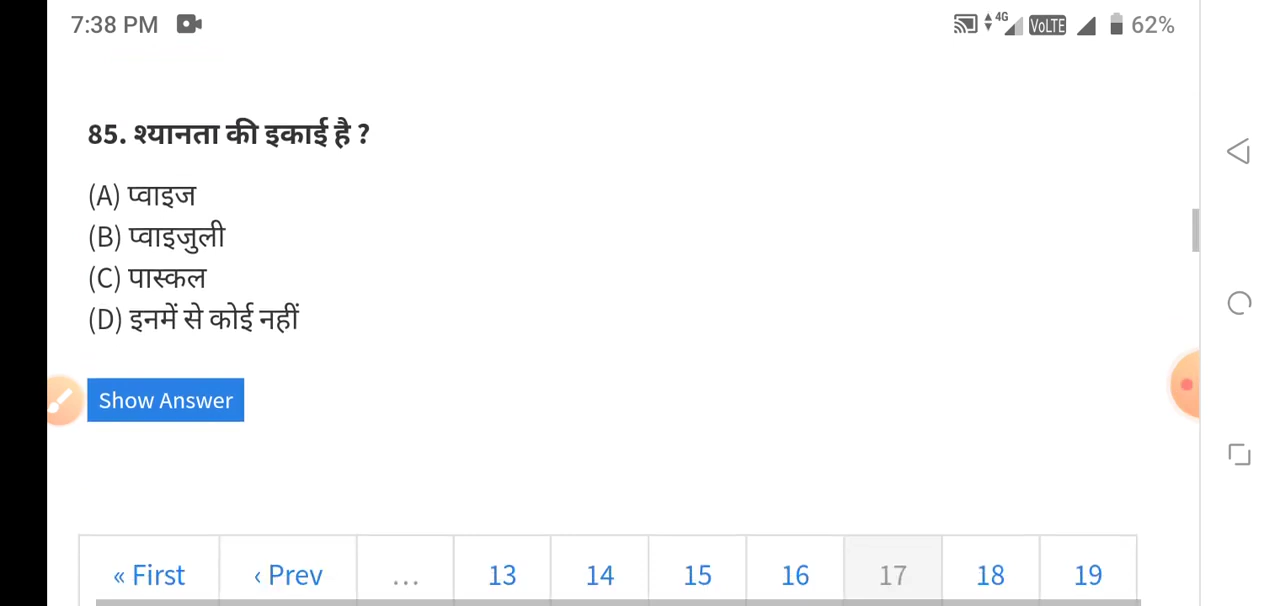 7:38 PM 4G VoLTE 62%
85. श्यानता की इकाई है ?
(A) प्वाइज
(B) प्वाइजुली
(C) पास्कल
(D) इनमें से कोई नहीं
Show Answer
« First ‹ Prev ... 13 14 15 16 17 18 19